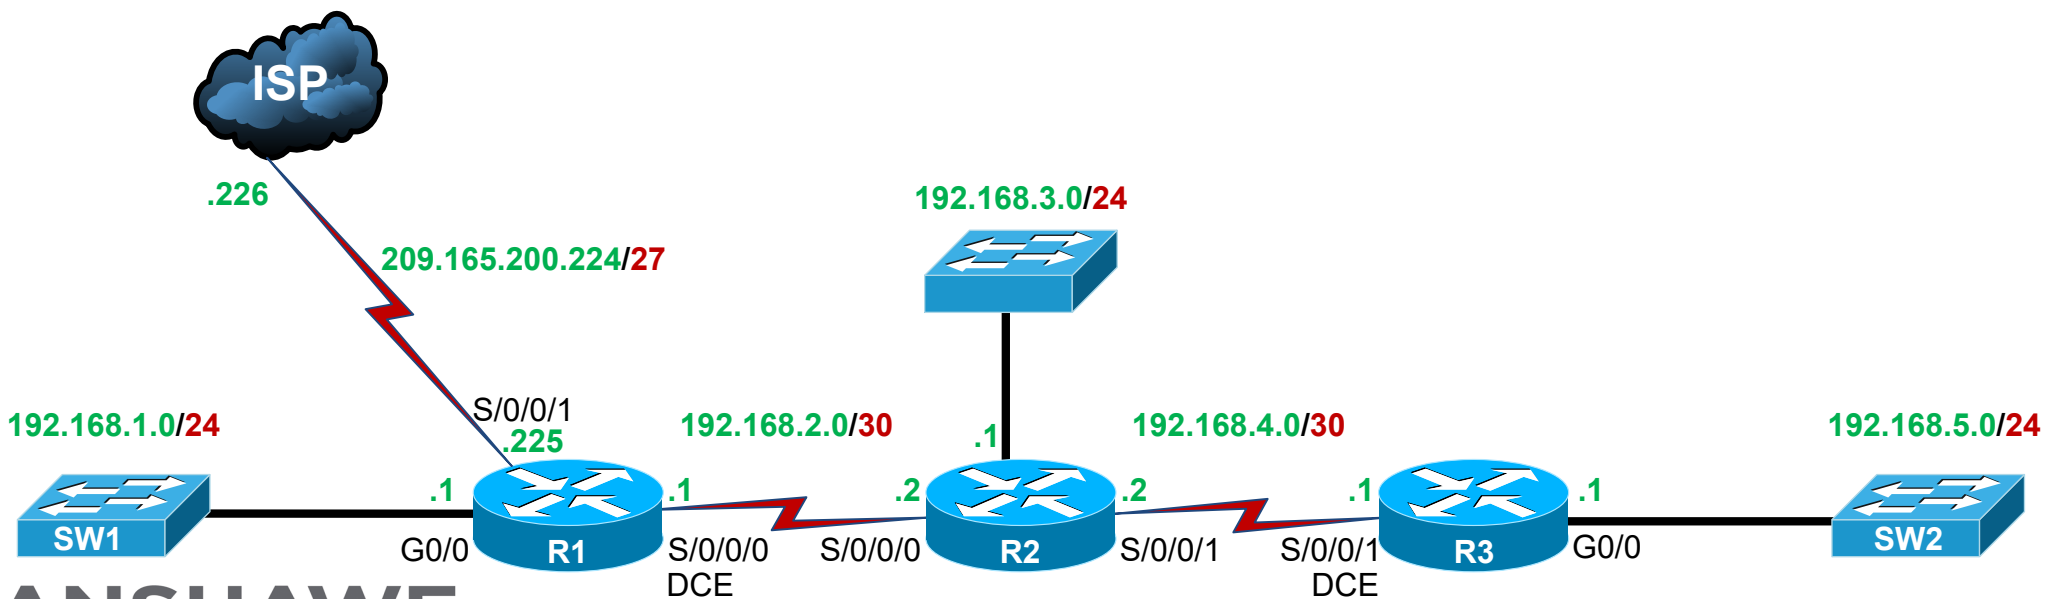 ISP
.226
192.168.3.0/24
209.165.200.224/27
S/0/0/1
.225
192.168.1.0/24
192.168.2.0/30
.1
192.168.4.0/30
192.168.5.0/24
.1
.1
.2
.2
.1
.1
SW1
G0/0
R1
S/0/0/0
DCE
S/0/0/0
R2
S/0/0/1
S/0/0/1
DCE
R3
G0/0
SW2